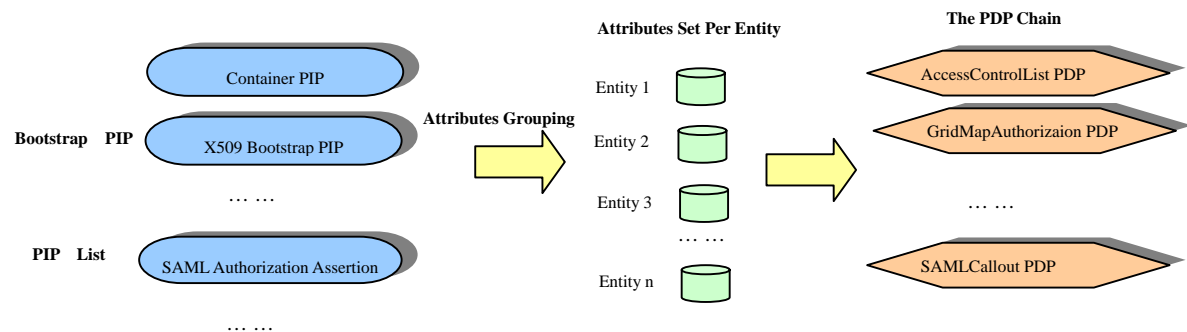 Container PIP
Bootstrap PIP
X509 Bootstrap PIP
… …
PIP List
SAML Authorization Assertion
… …
Attributes Grouping
Attributes Set Per Entity
Entity 1
Entity 2
Entity 3
… …
Entity n
The PDP Chain
AccessControlList PDP
GridMapAuthorizaion PDP
… …
SAMLCallout PDP